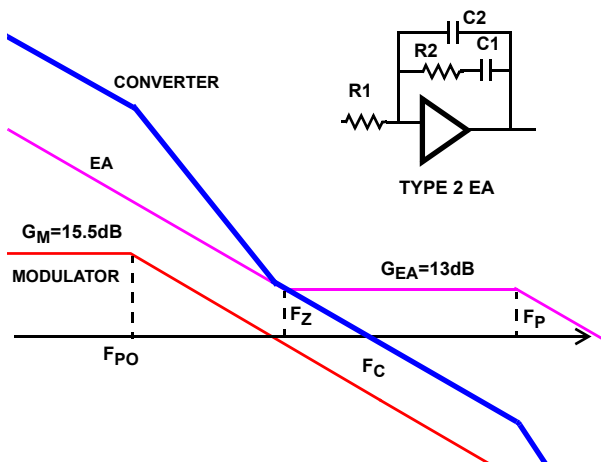 C2
R2
C1
R1
CONVERTER
TYPE 2 EA
EA
GM=15.5dB
GEA=13dB
MODULATOR
FZ
FP
FPO
FC